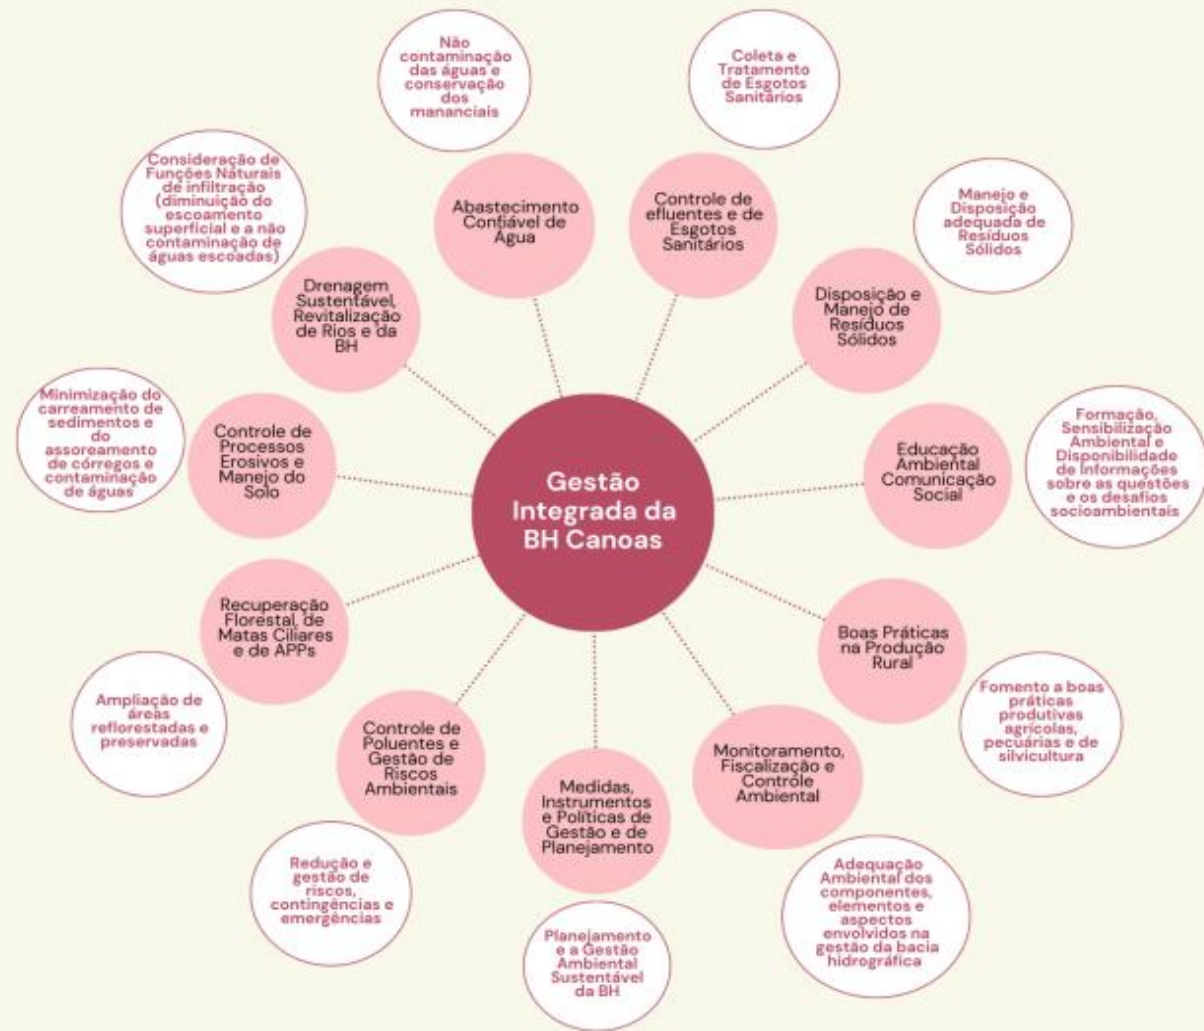 Não
contaminação
das águas e
conservação
dos
mananciais
Coleta e
Tratamento
de Esgotos
Sanitários
Consideração de
Funções Naturais
de infiltração
(diminuição do
escoamento
superficial e a não
contaminação de
águas escoadas)
Abastecimento
Confiável de
Água
Controle de
efluentes e de
Esgotos
Sanitários
Manejo e
Disposição
adequada de
Resíduos
Sólidos
Drenagem
Sustentável,
Revitalização
de Rios e da
BH
Disposição e
Manejo de
Resíduos
Sólidos
Minimização do
carreamento de
sedimentos e
do
assoreamento
de córregos e
contaminação
de águas
Controle de
Processos
Erosivos e
Manejo do
Solo
Gestão
Integrada da
BH Canoas
Educação
Ambiental
Comunicação
Social
Formação,
Sensibilização
Ambiental e
Disponibilidade
de Informações
sobre as questões
e os desafios
socioambientais
Recuperação
Florestal, de
Matas Ciliares
e de APPs
Boas Práticas
na Produção
Rural
Ampliação de
áreas
reflorestadas e
preservadas
Controle de
Poluentes e
Gestão de
Riscos
Ambientais
Medidas,
Instrumentos
e Políticas de
Gestão e de
Planejamento
Monitoramento,
Fiscalização e
Controle
Ambiental
Fomento a boas
práticas
produtivas
agrícolas,
pecuárias e de
silvicultura
Redução e
gestão de
riscos,
contingências e
emergências
Planejamento
e a Gestão
Ambiental
Sustentável
da BH
Adequação
Ambiental dos
componentes,
elementos e
aspectos
envolvidos na
gestão da bacia
hidrográfica